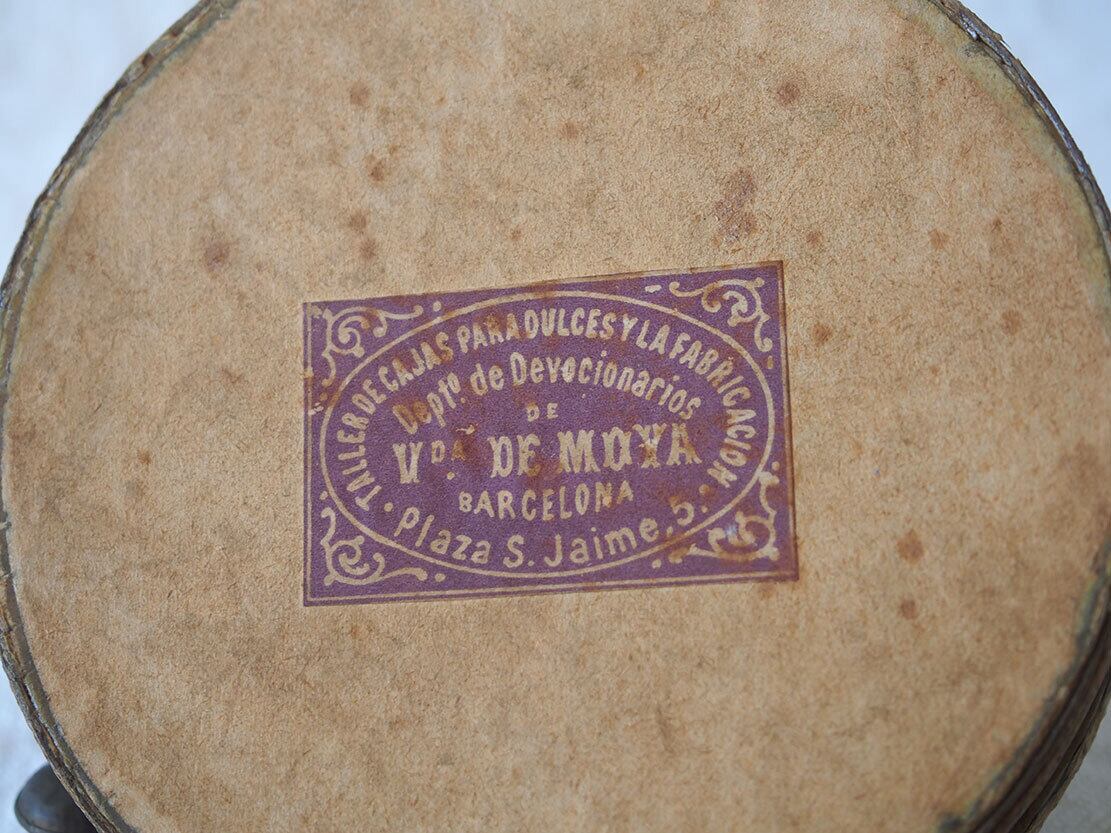 TALLER DE CAJAS PARA DULCES Y LA FABRICACION
Deptº. de Devocionarios
DE
Vᴰᴬ DE MOYA
BARCELONA
Plaza S. Jaime, 5.